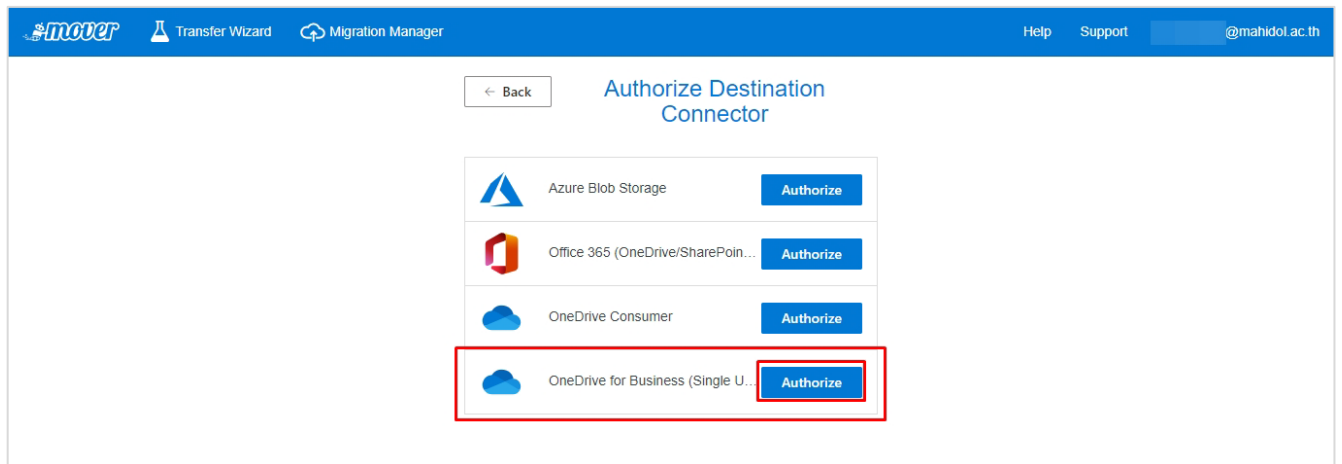 mover Transfer Wizard Migration Manager Help Support @mahidol.ac.th
← Back
Authorize Destination
Connector
Azure Blob Storage Authorize
Office 365 (OneDrive/SharePoin... Authorize
OneDrive Consumer Authorize
OneDrive for Business (Single U... Authorize